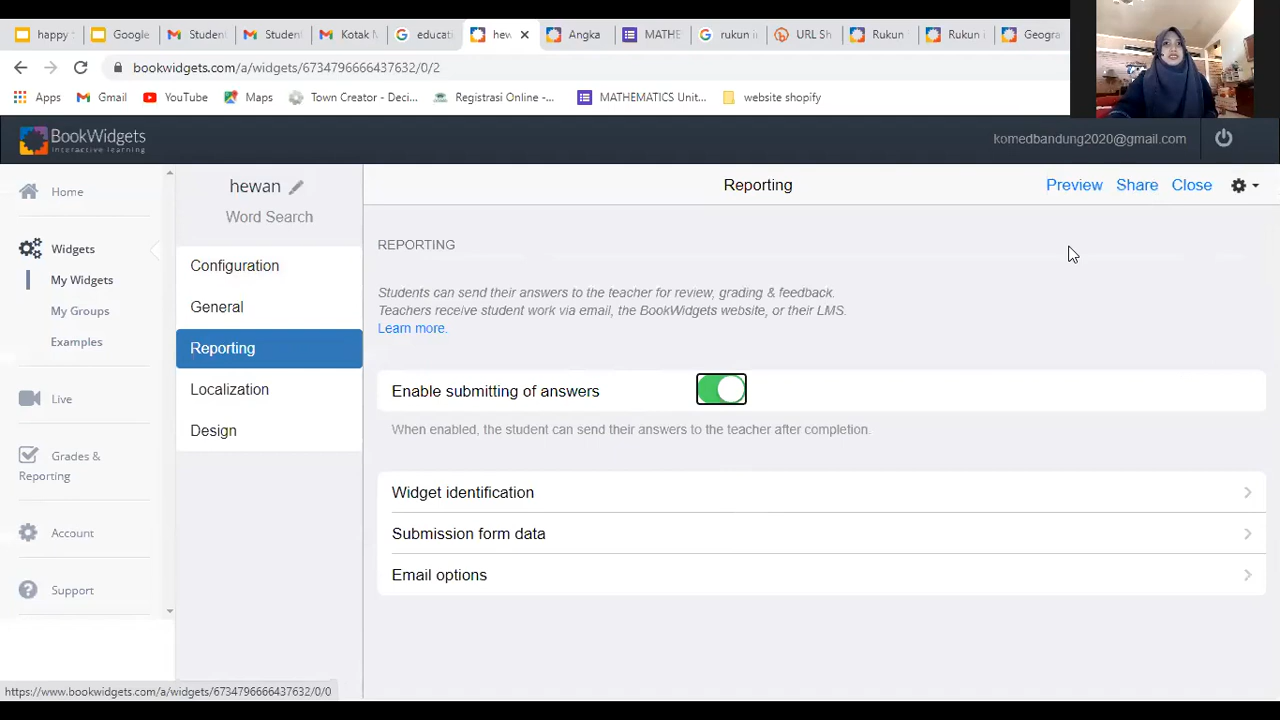 happy
Google
Studen
Studer
Kotak M
educati
hew
Angka
MATHE
rukun i
URL Sh
Rukun
Rukun i
Geogra
bookwidgets.com/a/widgets/6734796666437632/0/2
Apps
Gmail
YouTube
Maps
Town Creator - Deci...
Registrasi Online -...
MATHEMATICS Unit...
website shopify
BookWidgets
interactive learning
komedbandung2020@gmail.com
Home
Widgets
My Widgets
My Groups
Examples
Live
Grades &
Reporting
Account
Support
hewan
Word Search
Configuration
General
Reporting
Localization
Design
Reporting
Preview
Share
Close
REPORTING
Students can send their answers to the teacher for review, grading & feedback.
Teachers receive student work via email, the BookWidgets website, or their LMS.
Learn more.
Enable submitting of answers
When enabled, the student can send their answers to the teacher after completion.
Widget identification
Submission form data
Email options
https://www.bookwidgets.com/a/widgets/6734796666437632/0/0